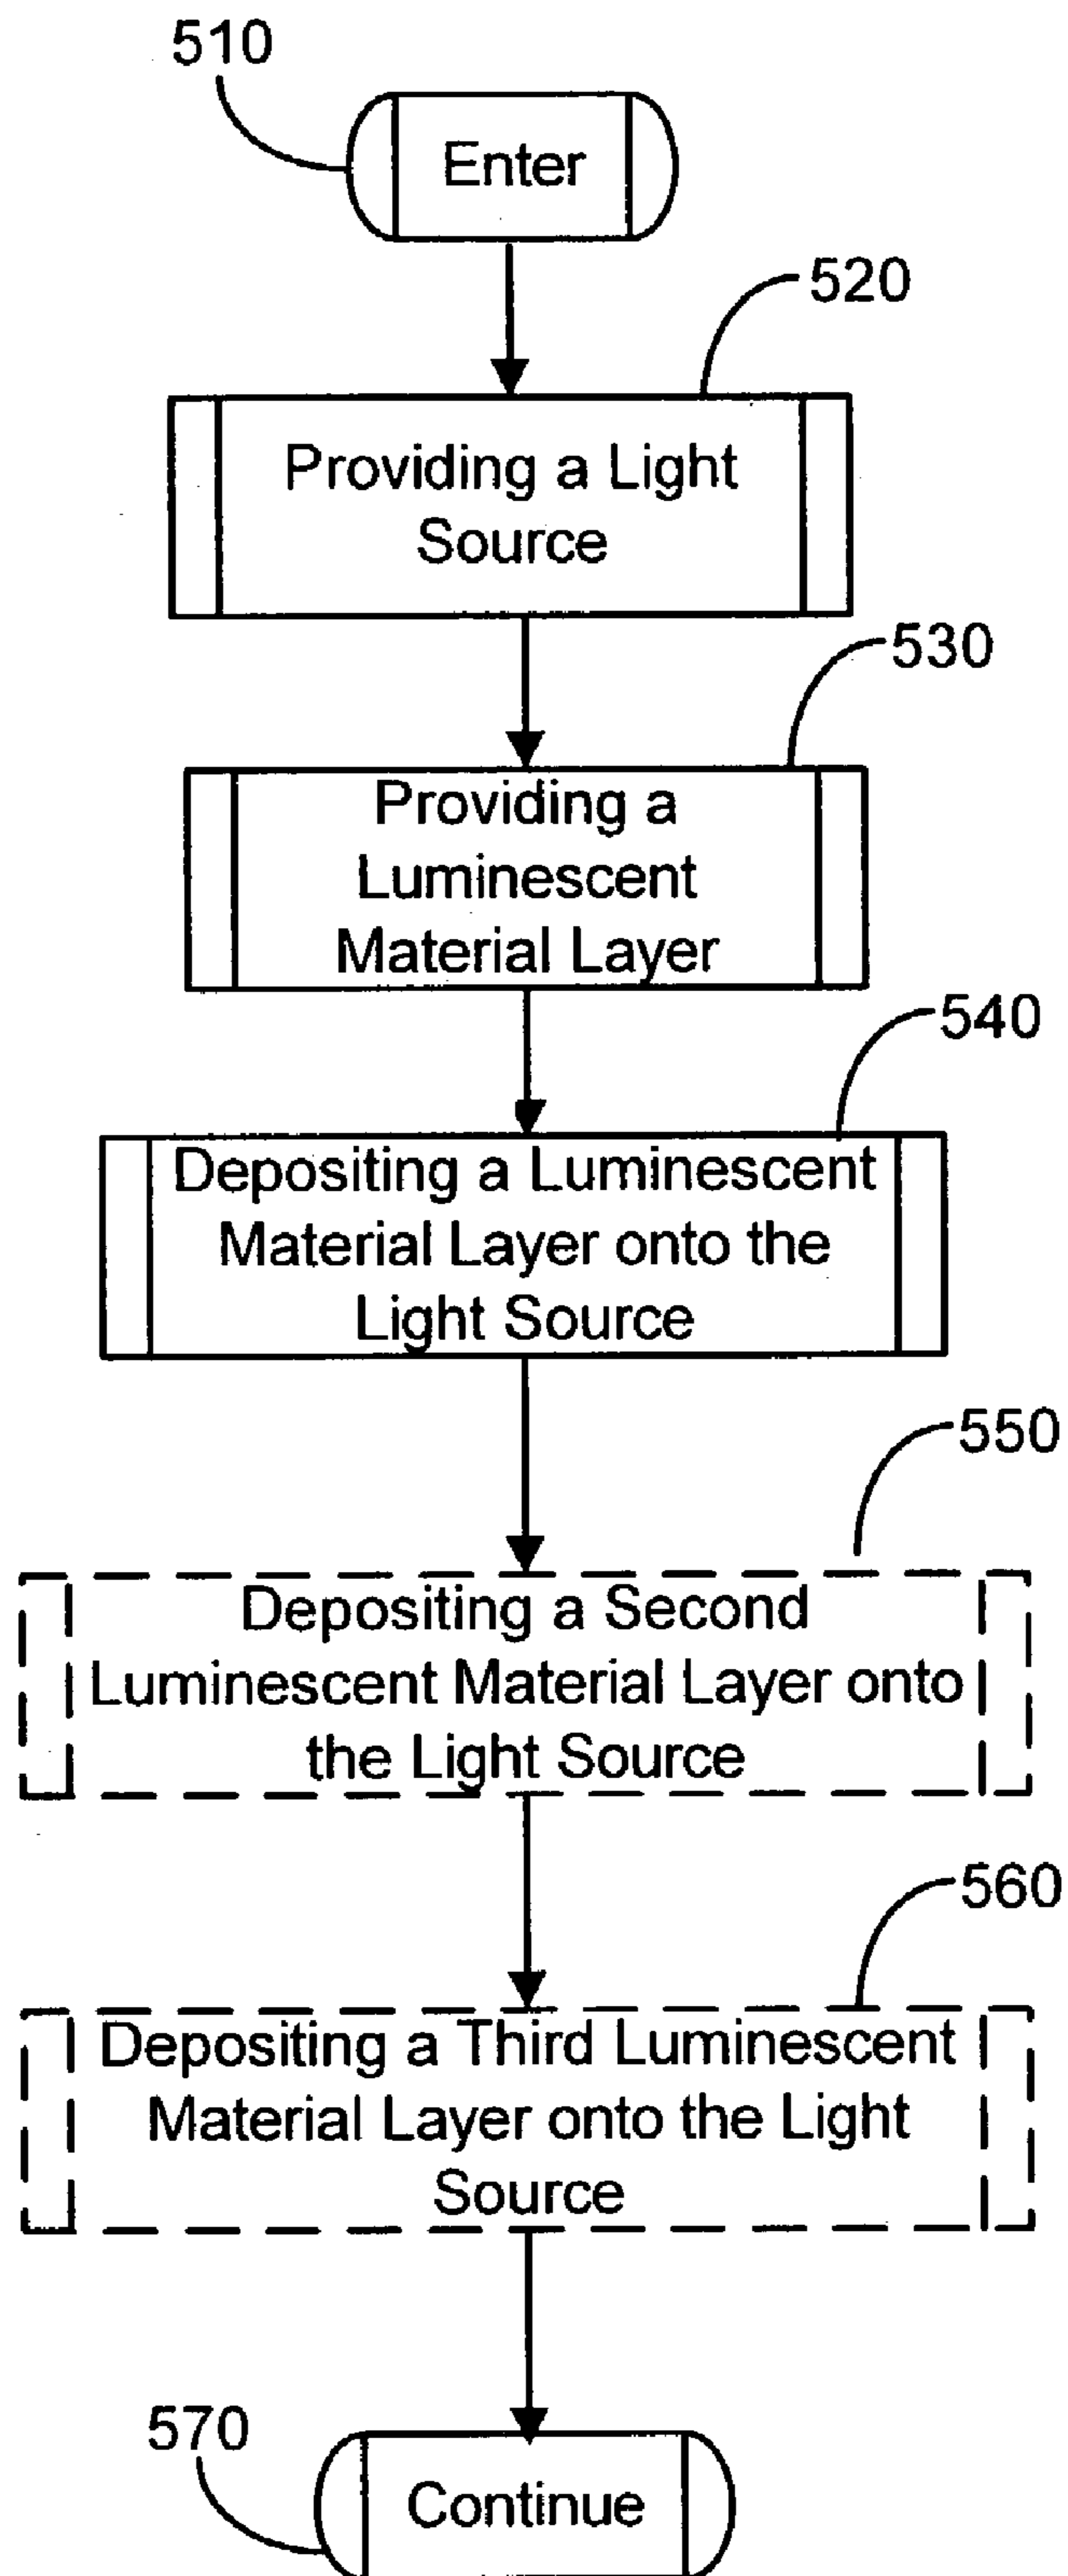 510
Enter
520
Providing a Light
Source
530
Providing a
Luminescent
Material Layer
540
Depositing a Luminescent
Material Layer onto the
Light Source
550
Depositing a Second
Luminescent Material Layer onto
the Light Source
560
Depositing a Third Luminescent
Material Layer onto the Light
Source
570
Continue